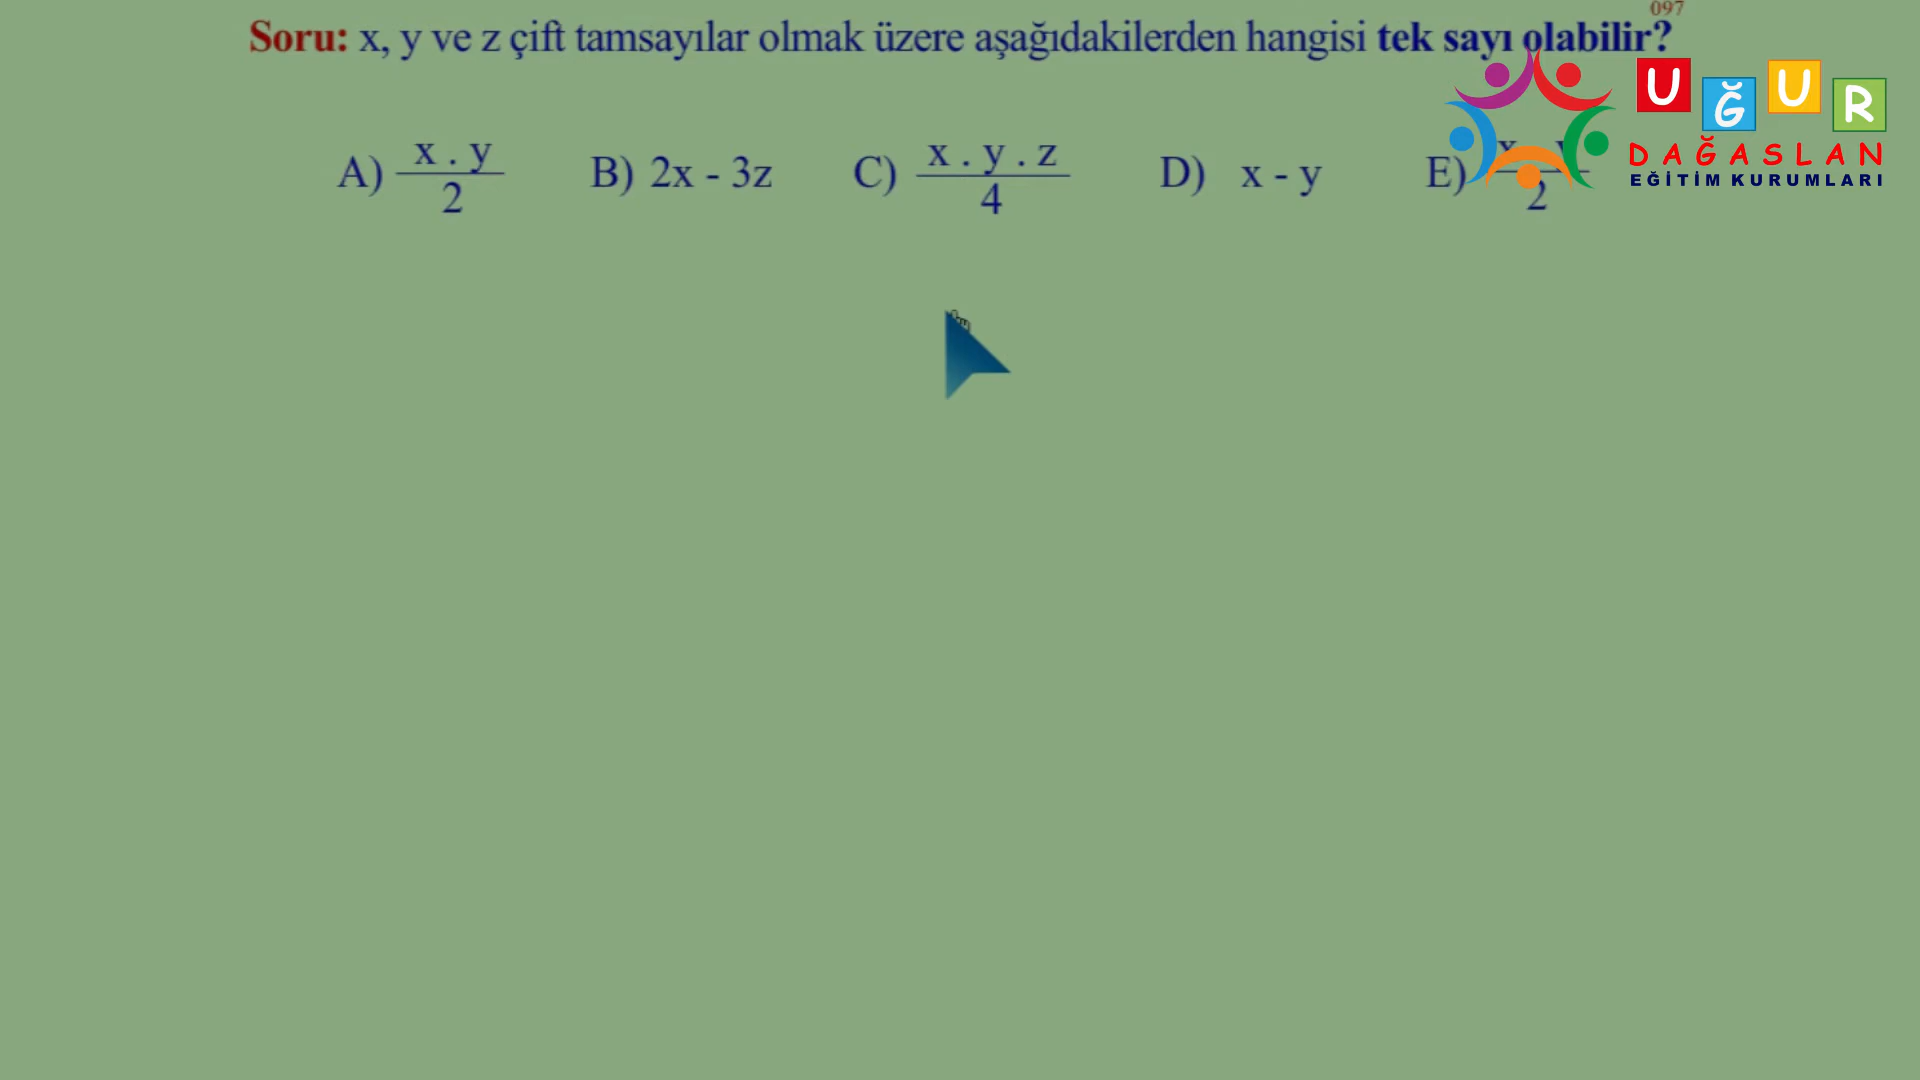 097
Soru: x, y ve z çift tamsayılar olmak üzere aşağıdakilerden hangisi tek sayı olabilir?
A) x . y / 2 B) 2x - 3z C) x . y . z / 4 D) x - y E) 2
UĞUR
DAĞASLAN
EĞİTİM KURUMLARI